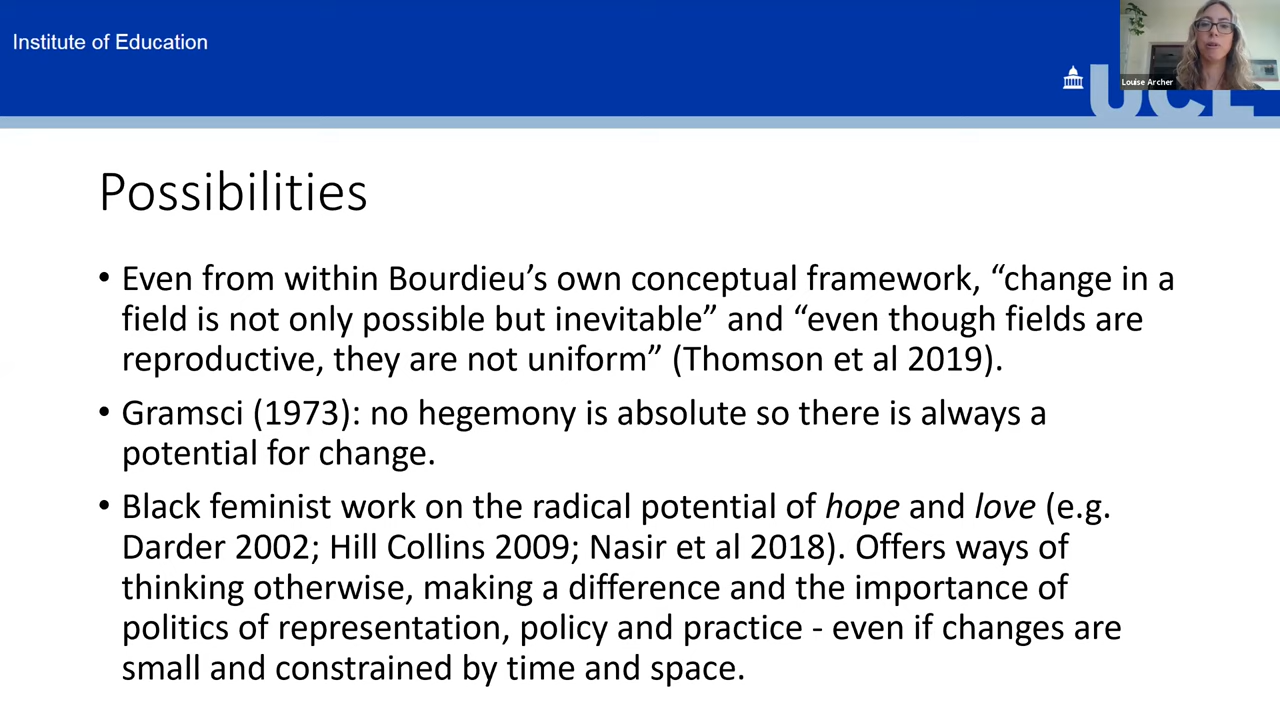 Institute of Education
UCL
Louise Archer
Possibilities
• Even from within Bourdieu’s own conceptual framework, “change in a
field is not only possible but inevitable” and “even though fields are
reproductive, they are not uniform” (Thomson et al 2019).
• Gramsci (1973): no hegemony is absolute so there is always a
potential for change.
• Black feminist work on the radical potential of hope and love (e.g.
Darder 2002; Hill Collins 2009; Nasir et al 2018). Offers ways of
thinking otherwise, making a difference and the importance of
politics of representation, policy and practice - even if changes are
small and constrained by time and space.